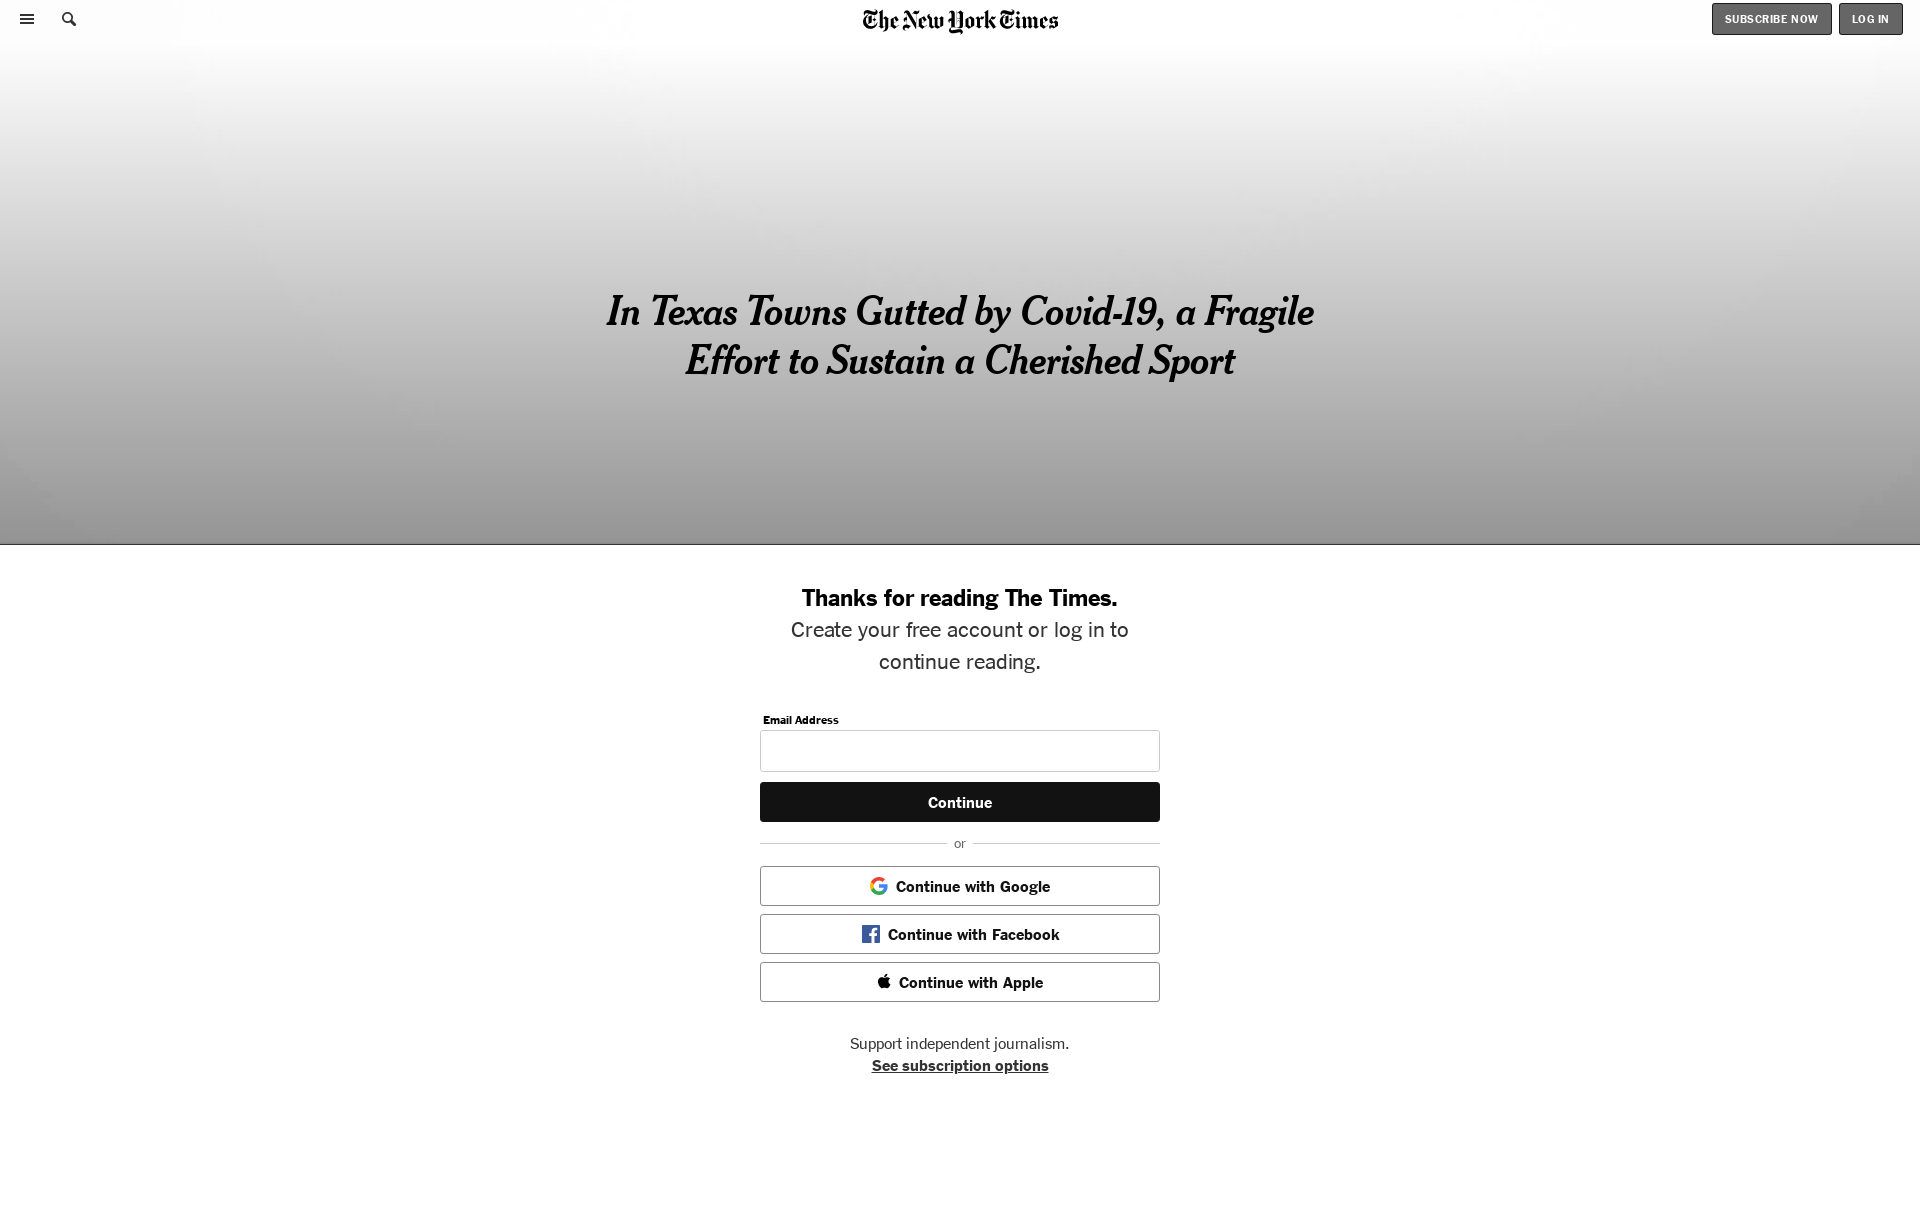 The New York Times
SUBSCRIBE NOW
LOG IN
In Texas Towns Gutted by Covid-19, a Fragile
Effort to Sustain a Cherished Sport
Thanks for reading The Times.
Create your free account or log in to
continue reading.
Email Address
Continue
or
Continue with Google
Continue with Facebook
Continue with Apple
Support independent journalism.
See subscription options